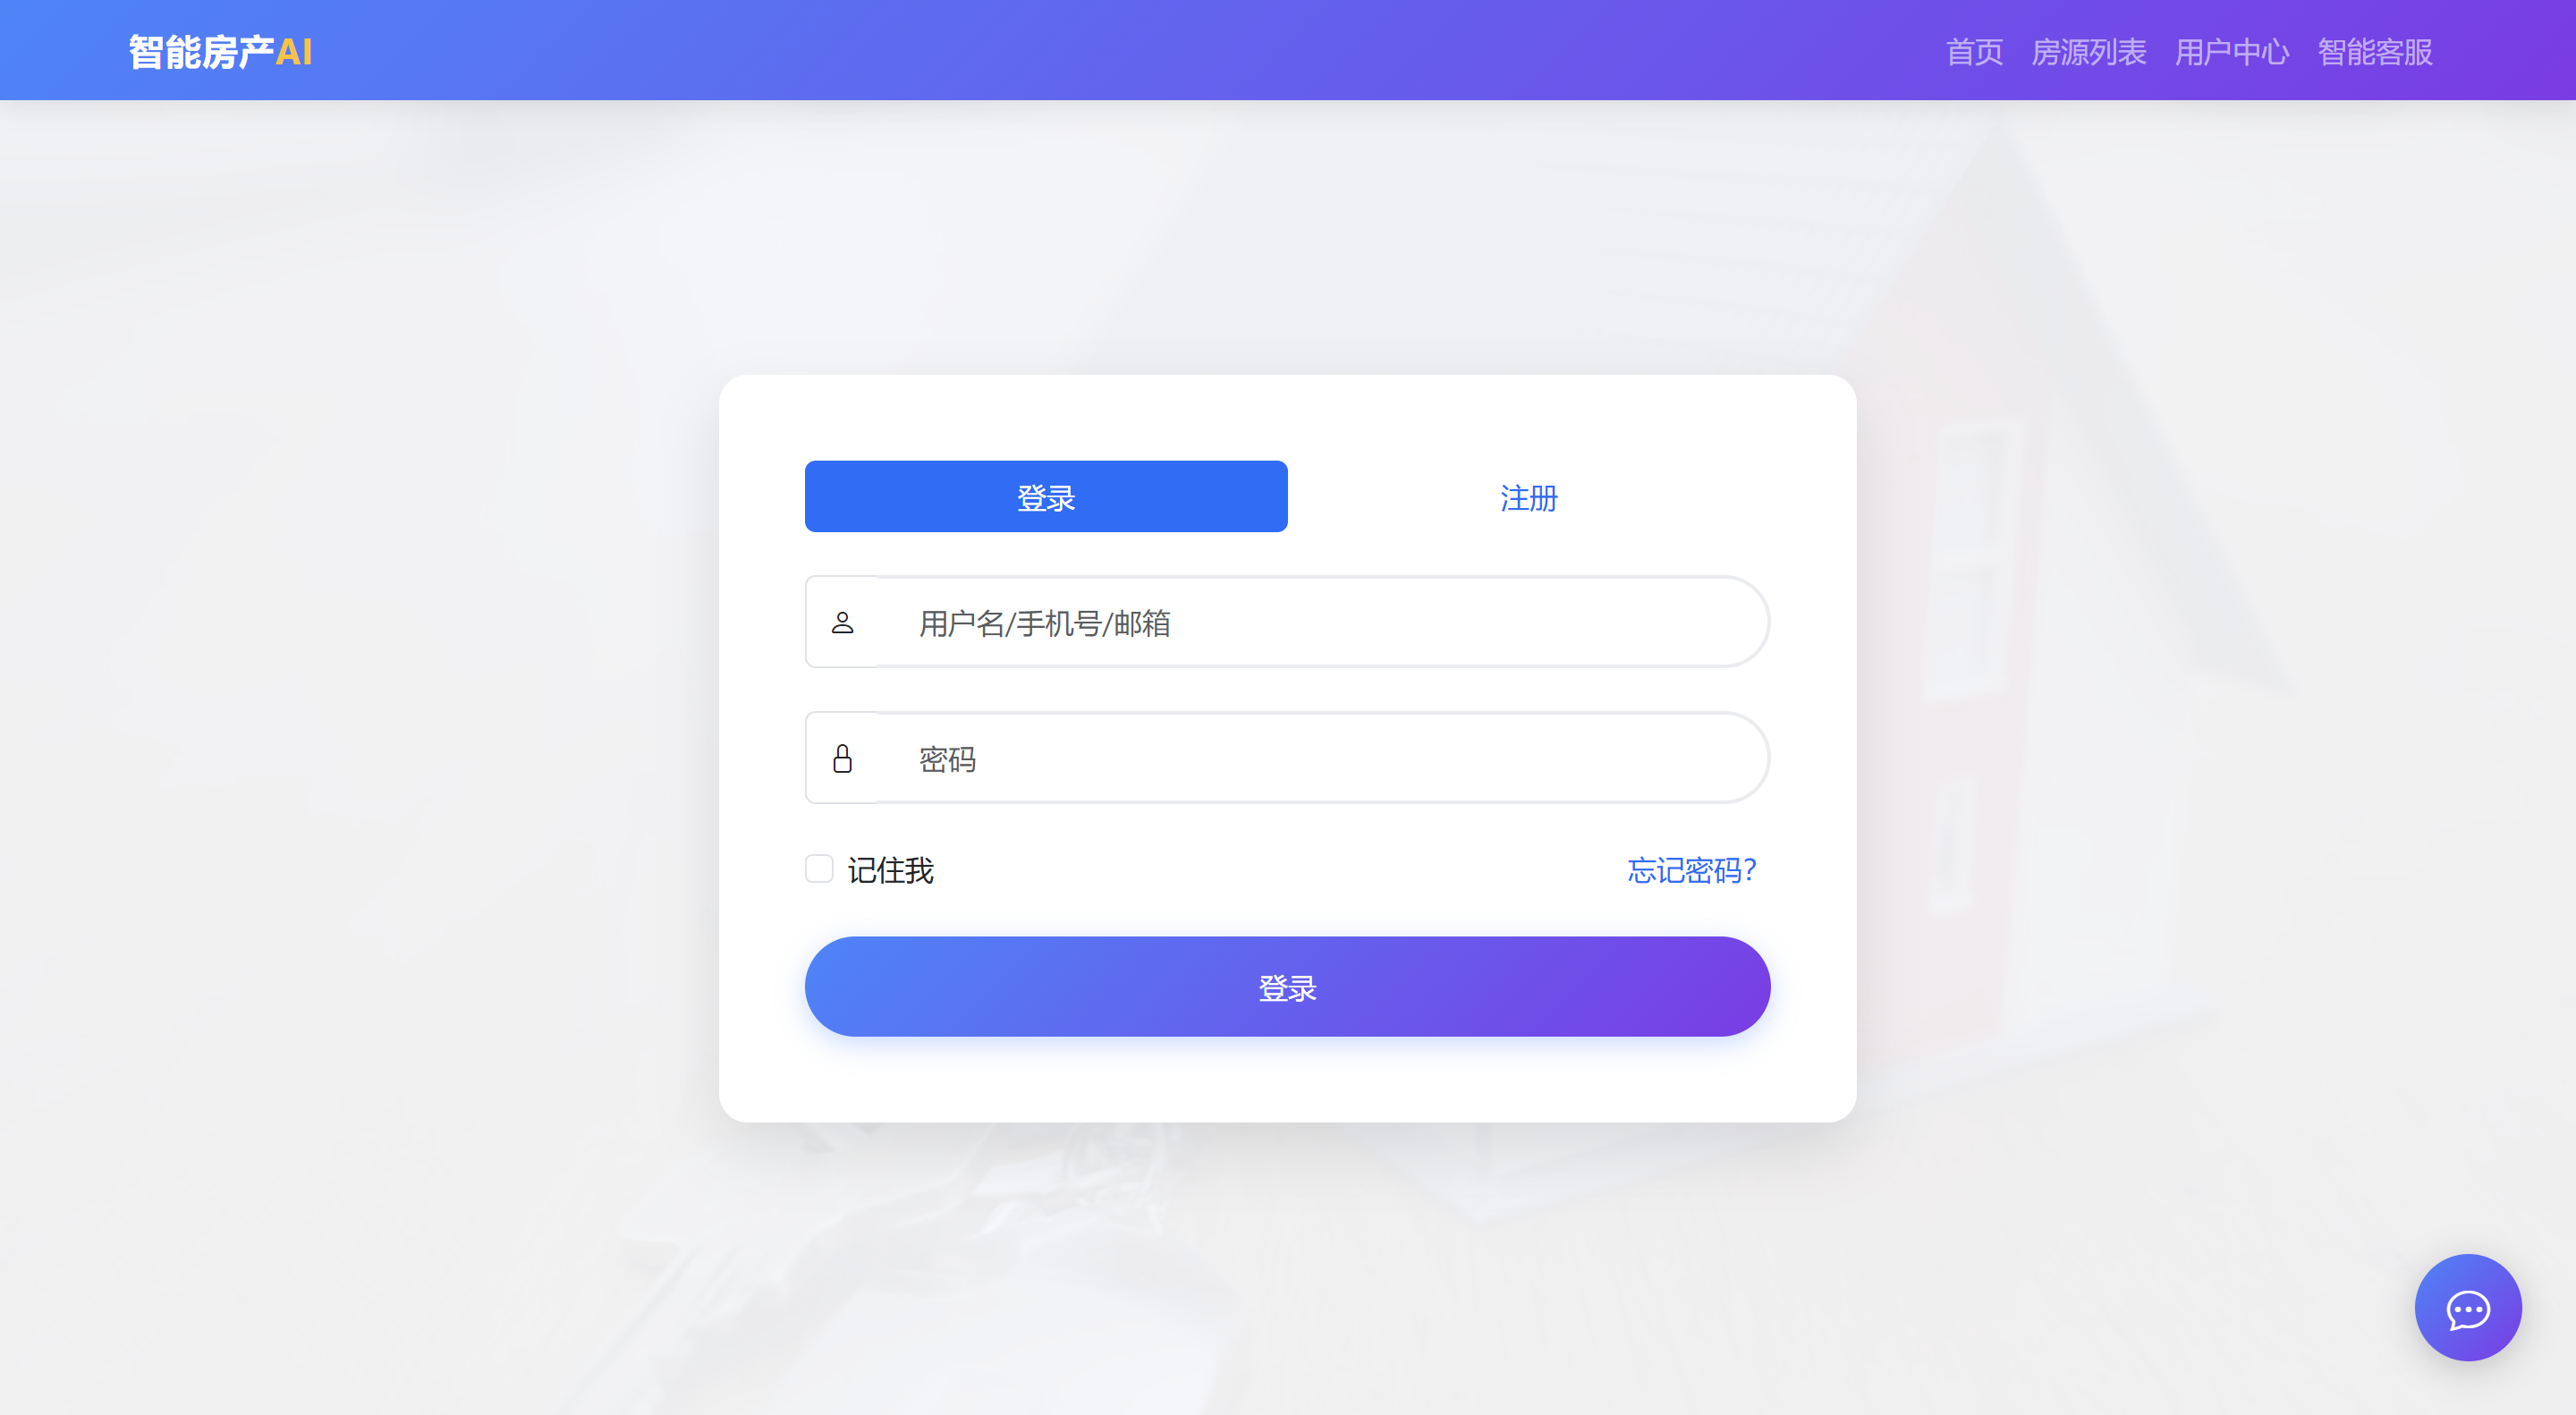 智能房产AI
首页 房源列表 用户中心 智能客服
登录 注册
用户名/手机号/邮箱
密码
记住我 忘记密码?
登录